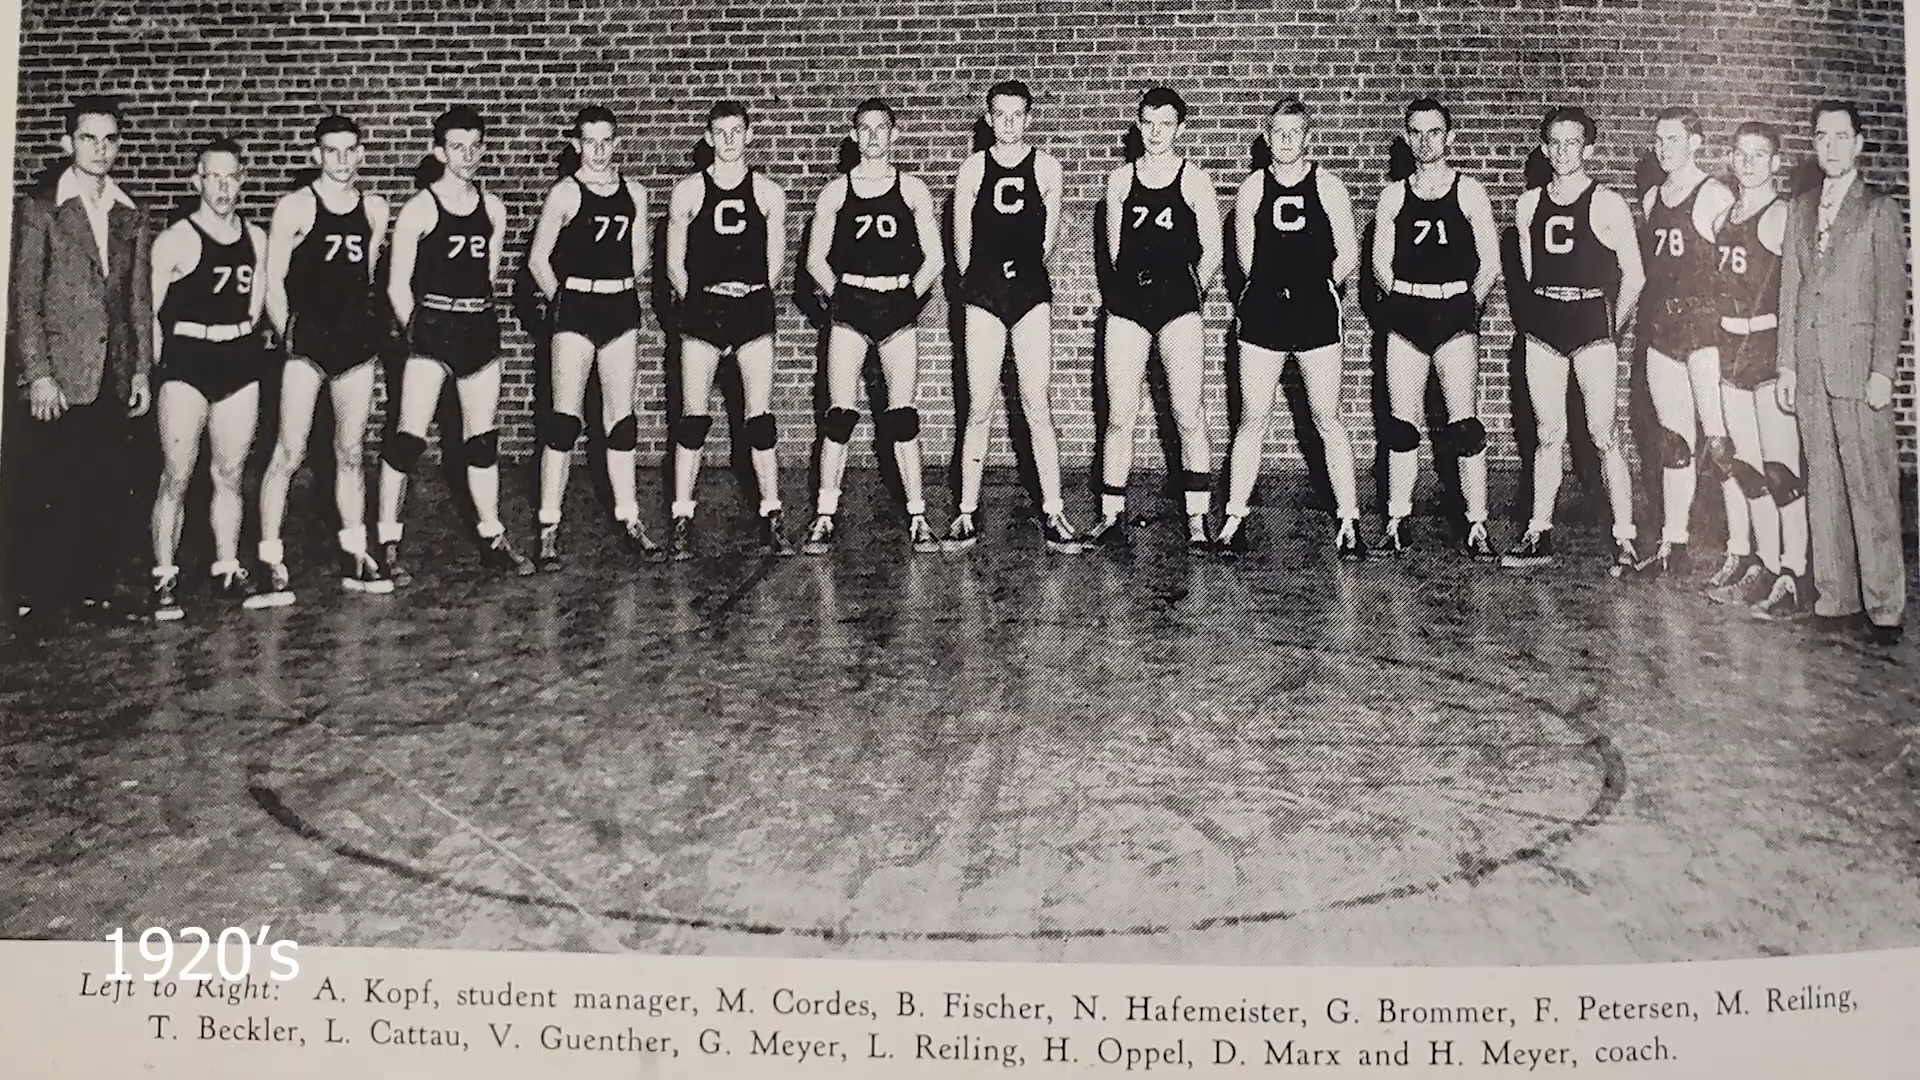 79
75
72
77
C
70
C
74
C
71
C
78
76
1920's
Left to Right: A. Kopf, student manager, M. Cordes, B. Fischer, N. Hafemeister, G. Brommer, F. Petersen, M. Reiling,
T. Beckler, L. Cattau, V. Guenther, G. Meyer, L. Reiling, H. Oppel, D. Marx and H. Meyer, coach.